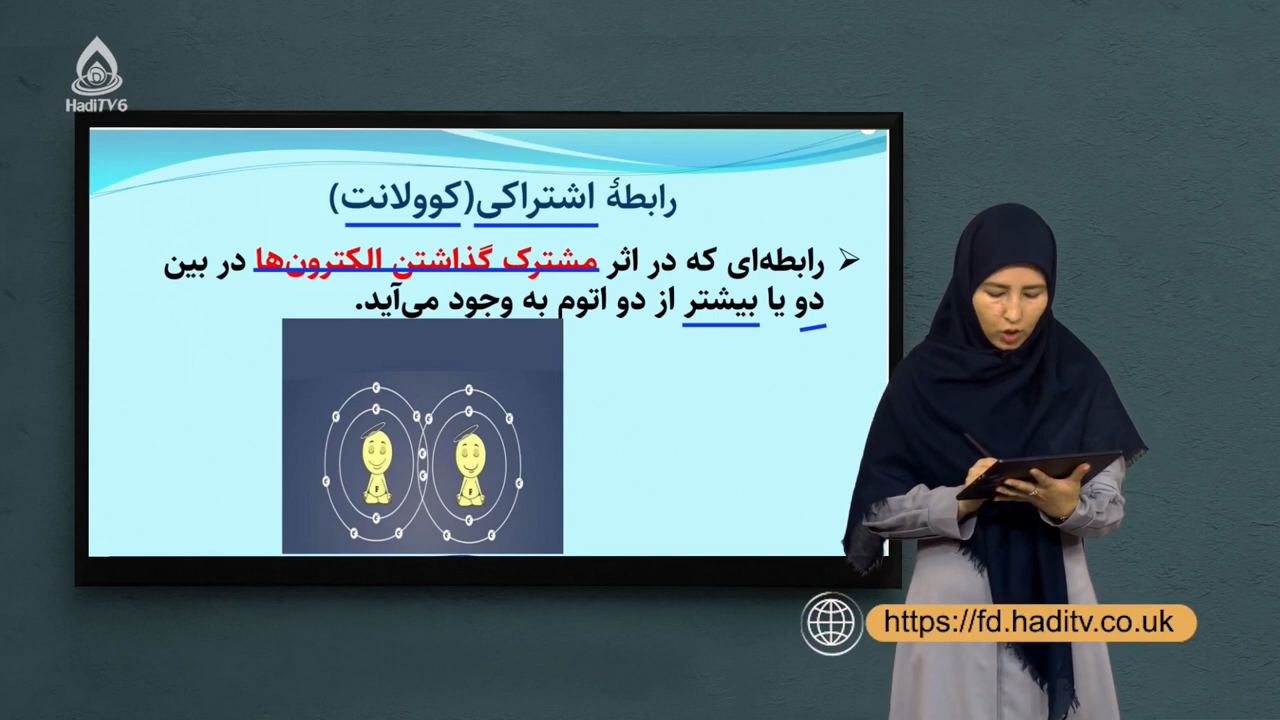 HadiTV6
رابطهٔ اشتراکی(کوولانت)
رابطه‌ای که در اثر مشترک گذاشتن الکترون‌ها در بین
دو یا بیشتر از دو اتوم به وجود می‌آید.
F F
https://fd.haditv.co.uk